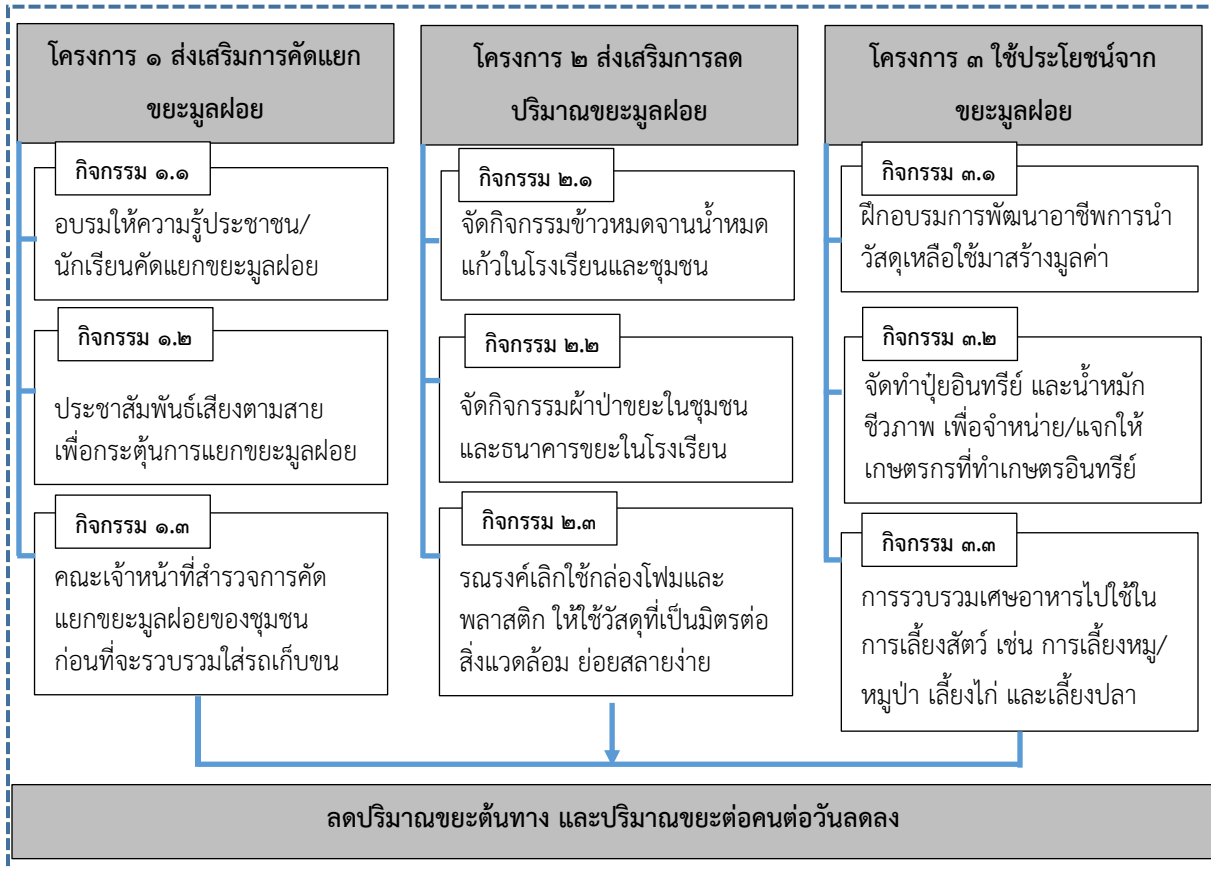 โครงการ ๑ ส่งเสริมการคัดแยก
ขยะมูลฝอย
กิจกรรม ๑.๑
อบรมให้ความรู้ประชาชน/
นักเรียนคัดแยกขยะมูลฝอย
กิจกรรม ๑.๒
ประชาสัมพันธ์เสียงตามสาย
เพื่อกระตุ้นการแยกขยะมูลฝอย
กิจกรรม ๑.๓
คณะเจ้าหน้าที่สำรวจการคัด
แยกขยะมูลฝอยของชุมชน
ก่อนที่จะรวบรวมใส่รถเก็บขน
โครงการ ๒ ส่งเสริมการลด
ปริมาณขยะมูลฝอย
กิจกรรม ๒.๑
จัดกิจกรรมข้าวหมดจานน้ำหมด
แก้วในโรงเรียนและชุมชน
กิจกรรม ๒.๒
จัดกิจกรรมผ้าป่าขยะในชุมชน
และธนาคารขยะในโรงเรียน
กิจกรรม ๒.๓
รณรงค์เลิกใช้กล่องโฟมและ
พลาสติก ให้ใช้วัสดุที่เป็นมิตรต่อ
สิ่งแวดล้อม ย่อยสลายง่าย
โครงการ ๓ ใช้ประโยชน์จาก
ขยะมูลฝอย
กิจกรรม ๓.๑
ฝึกอบรมการพัฒนาอาชีพการนำ
วัสดุเหลือใช้มาสร้างมูลค่า
กิจกรรม ๓.๒
จัดทำปุ๋ยอินทรีย์ และน้ำหมัก
ชีวภาพ เพื่อจำหน่าย/แจกให้
เกษตรกรที่ทำเกษตรอินทรีย์
กิจกรรม ๓.๓
การรวบรวมเศษอาหารไปใช้ใน
การเลี้ยงสัตว์ เช่น การเลี้ยงหมู/
หมูป่า เลี้ยงไก่ และเลี้ยงปลา
ลดปริมาณขยะต้นทาง และปริมาณขยะต่อคนต่อวันลดลง